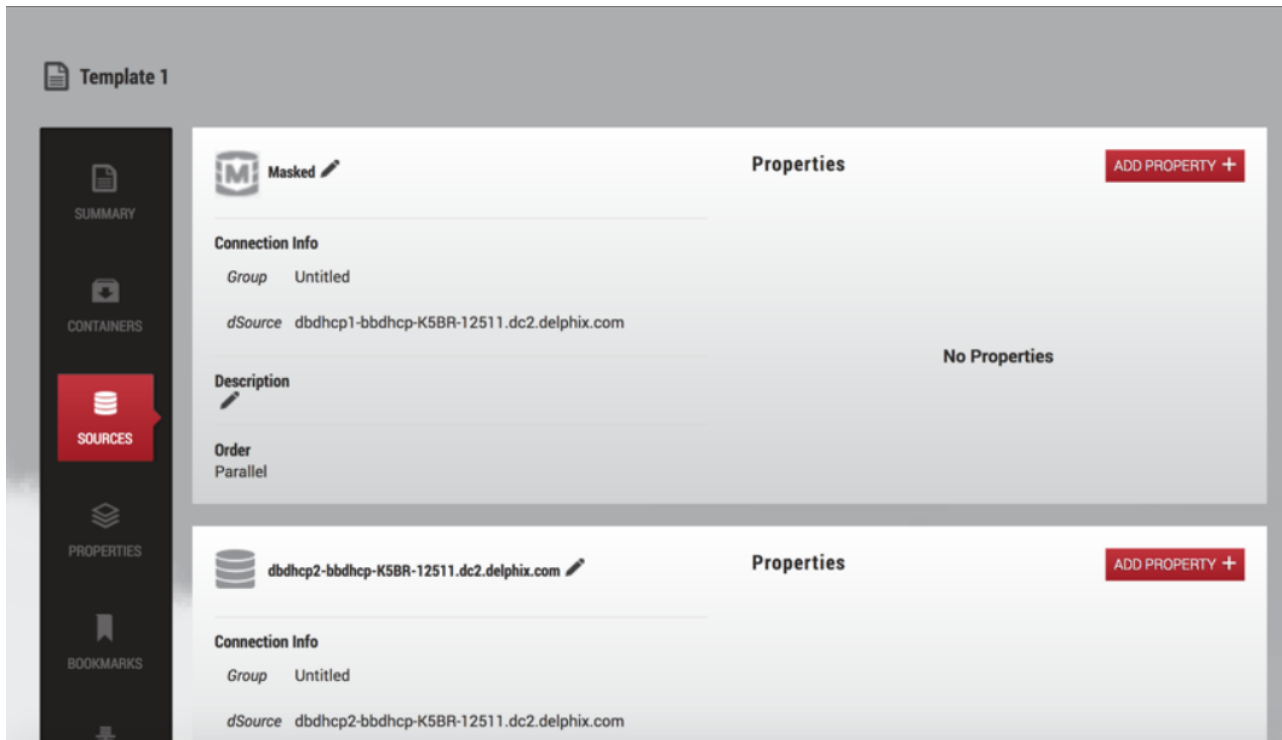 Template 1
SUMMARY
CONTAINERS
SOURCES
PROPERTIES
BOOKMARKS
M Masked
Properties
ADD PROPERTY +
Connection Info
Group Untitled
dSource dbdhcp1-bbdhcp-K5BR-12511.dc2.delphix.com
No Properties
Description
Order
Parallel
dbdhcp2-bbdhcp-K5BR-12511.dc2.delphix.com
Properties
ADD PROPERTY +
Connection Info
Group Untitled
dSource dbdhcp2-bbdhcp-K5BR-12511.dc2.delphix.com